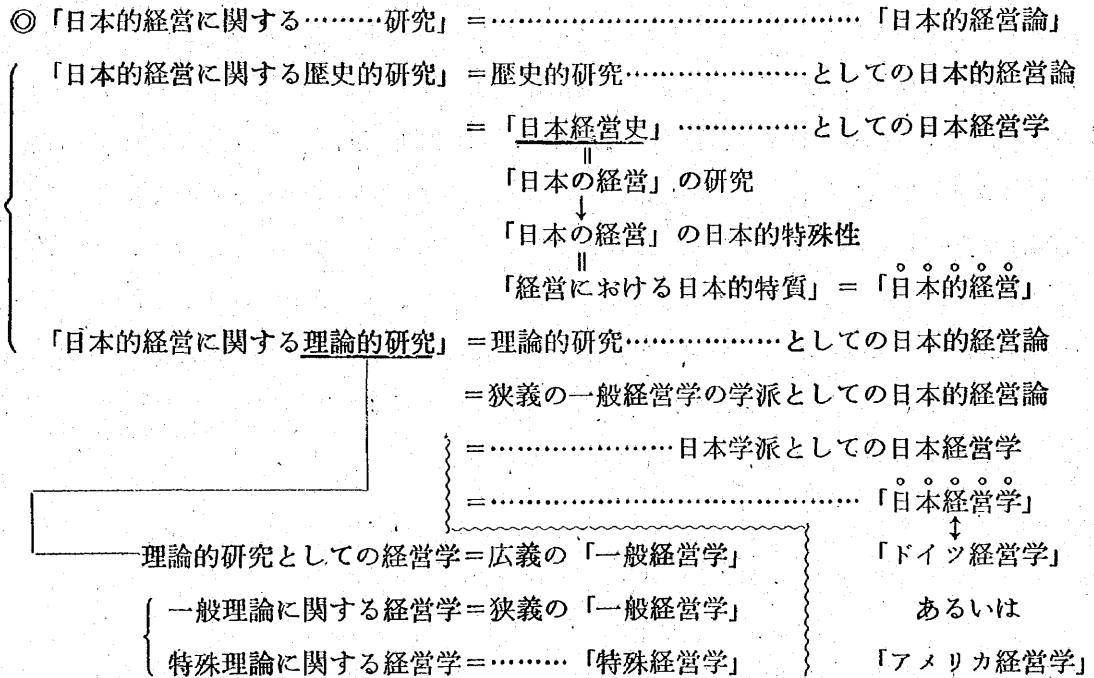 ◎「日本的経営に関する………研究」=………………………………「日本的経営論」
「日本的経営に関する歴史的研究」=歴史的研究…………………としての日本的経営論
=「日本経営史」……………としての日本経営学
‖
「日本の経営」の研究
↓
「日本の経営」の日本的特殊性
‖
「経営における日本的特質」=「日本的経営」
「日本的経営に関する理論的研究」=理論的研究………………としての日本的経営論
=狭義の一般経営学の学派としての日本的経営論
=…………………日本学派としての日本経営学
=………………………………「日本経営学」
↕
理論的研究としての経営学=広義の「一般経営学」 「ドイツ経営学」
一般理論に関する経営学=狭義の「一般経営学」 あるいは
特殊理論に関する経営学=………「特殊経営学」 「アメリカ経営学」